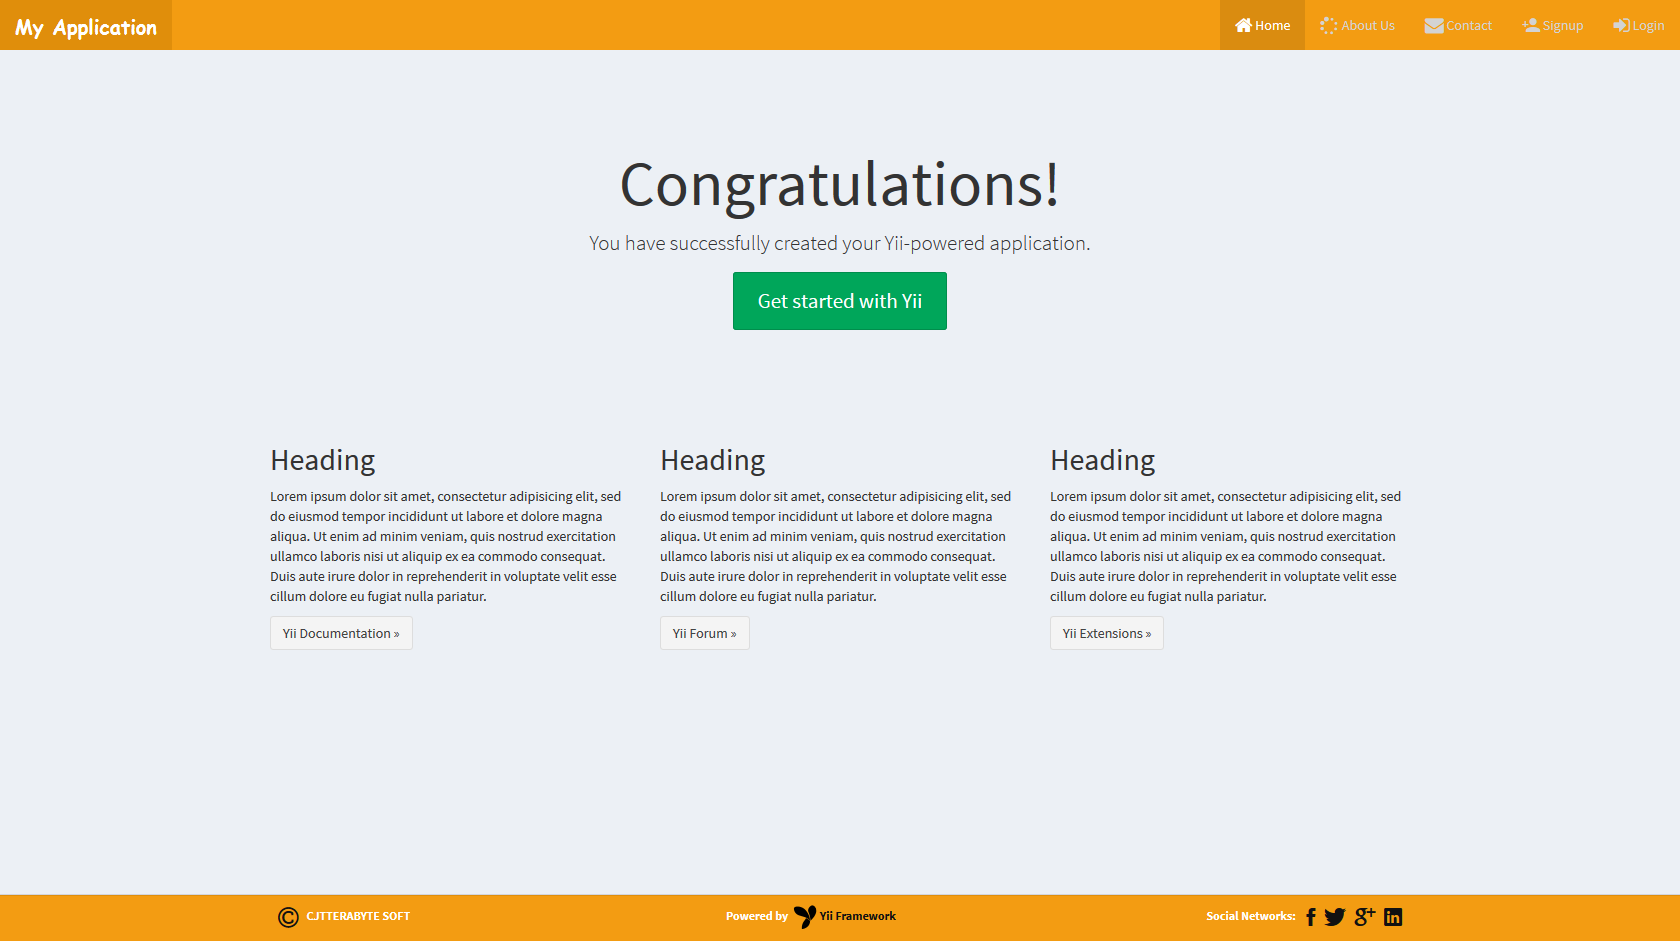 My Application
Home About Us Contact Signup Login
Congratulations!
You have successfully created your Yii-powered application.
Get started with Yii
Heading
Lorem ipsum dolor sit amet, consectetur adipisicing elit, sed
do eiusmod tempor incididunt ut labore et dolore magna
aliqua. Ut enim ad minim veniam, quis nostrud exercitation
ullamco laboris nisi ut aliquip ex ea commodo consequat.
Duis aute irure dolor in reprehenderit in voluptate velit esse
cillum dolore eu fugiat nulla pariatur.
Yii Documentation »
Heading
Lorem ipsum dolor sit amet, consectetur adipisicing elit, sed
do eiusmod tempor incididunt ut labore et dolore magna
aliqua. Ut enim ad minim veniam, quis nostrud exercitation
ullamco laboris nisi ut aliquip ex ea commodo consequat.
Duis aute irure dolor in reprehenderit in voluptate velit esse
cillum dolore eu fugiat nulla pariatur.
Yii Forum »
Heading
Lorem ipsum dolor sit amet, consectetur adipisicing elit, sed
do eiusmod tempor incididunt ut labore et dolore magna
aliqua. Ut enim ad minim veniam, quis nostrud exercitation
ullamco laboris nisi ut aliquip ex ea commodo consequat.
Duis aute irure dolor in reprehenderit in voluptate velit esse
cillum dolore eu fugiat nulla pariatur.
Yii Extensions »
© CJTTERABYTE SOFT
Powered by Yii Framework
Social Networks: